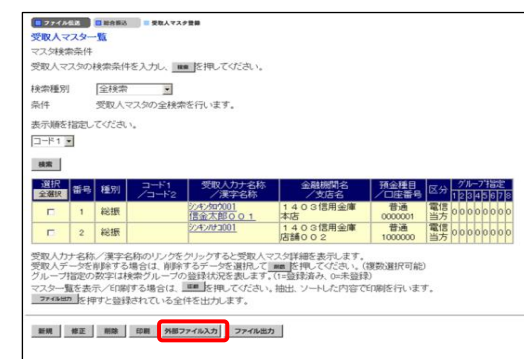 ファイル伝送 総合振込 受取人マスタ登録
受取人マスター一覧
マスタ検索条件
受取人マスタの検索条件を入力し、 検索 を押してください。
検索種別 全検索
条件 受取人マスタの全検索を行います。
表示順を指定してください。
コード1
検索
選択 全選択 番号 種別 コード1／コード2 受取人カナ名称／漢字名称 金融機関名／支店名 預金種目／口座番号 区分 グループ指定 1 2 3 4 5 6 7 8
1 総振 シンキンタロウ001 信金太郎００１ １４０３信用金庫 本店 普通 0000001 電信 当方 0 0 0 0 0 0 0 0
2 総振 １４０３信用金庫 店舗００２ 普通 1000000 電信 当方 0 0 0 0 0 0 0 0
受取人カナ名称／漢字名称のリンクをクリックすると受取人マスタ詳細を表示します。
受取人データを削除する場合は、削除するデータを選択して 削除 を押してください。(複数選択可能)
グループ指定の数字は検索グループの登録状況を表します。(1=登録済み、0=未登録)
マスター覧を表示／印刷する場合は、 印刷 を押してください。抽出、ソートした内容で印刷を行います。
ファイル出力 を押すと登録されている全件を出力します。
新規 修正 削除 印刷 外部ファイル入力 ファイル出力